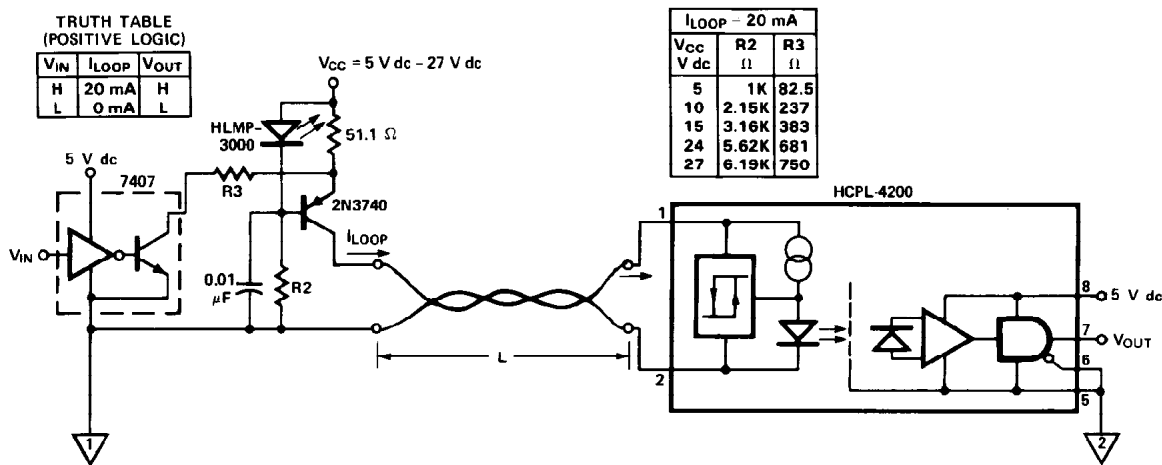 TRUTH TABLE
(POSITIVE LOGIC)
VIN ILOOP VOUT
H 20 mA H
L 0 mA L
ILOOP – 20 mA
VCC V dc R2 Ω R3 Ω
5 1K 82.5
10 2.15K 237
15 3.16K 383
24 5.62K 681
27 6.19K 750
VCC = 5 V dc – 27 V dc
HLMP-
3000
51.1 Ω
5 V dc
7407
R3
2N3740
HCPL-4200
VIN
ILOOP
1
0.01
μF
R2
8
5 V dc
7
VOUT
6
L
2
5
1
2